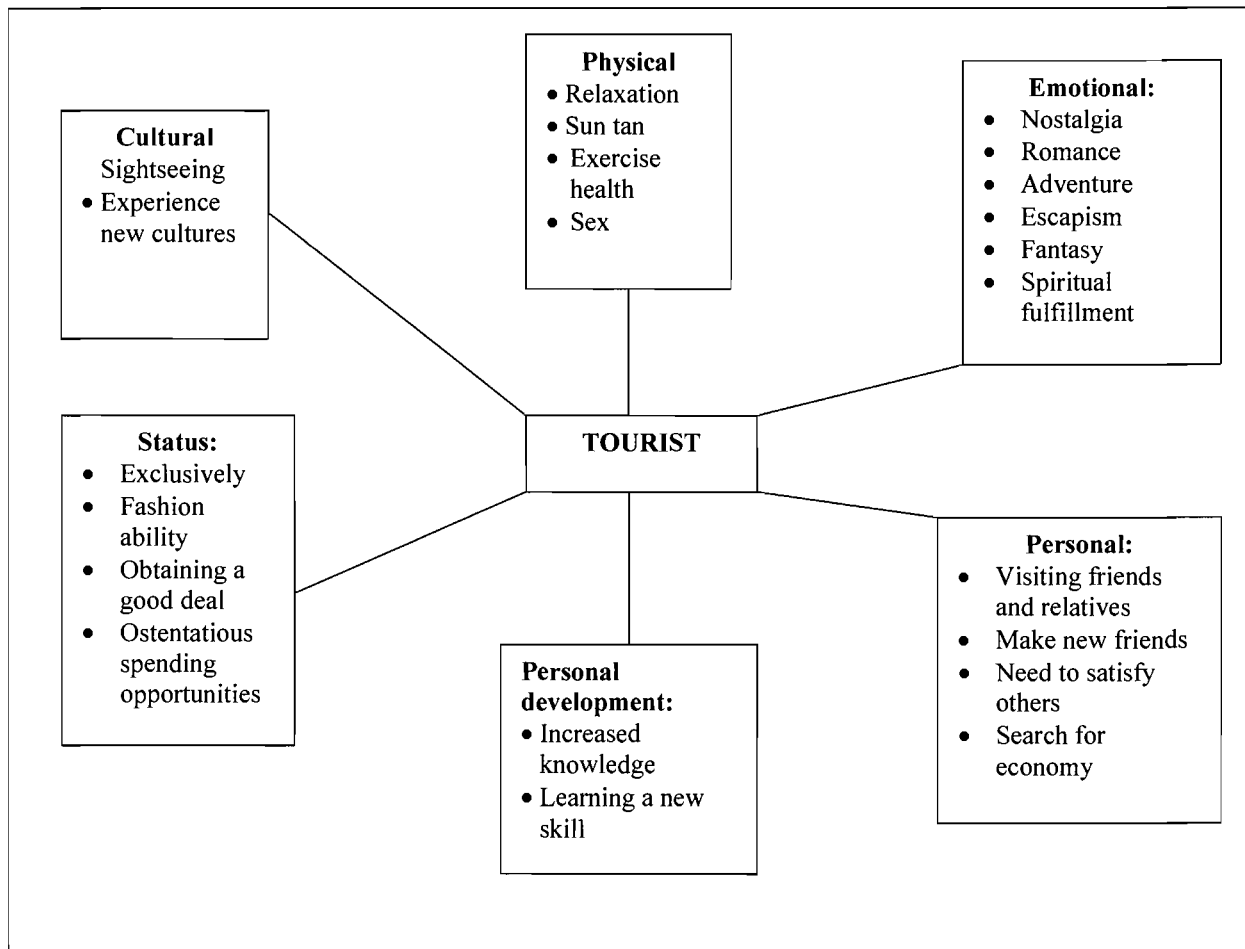 Physical
• Relaxation
• Sun tan
• Exercise
health
• Sex
Emotional:
• Nostalgia
• Romance
• Adventure
• Escapism
• Fantasy
• Spiritual
fulfillment
Cultural
Sightseeing
• Experience
new cultures
TOURIST
Status:
• Exclusively
• Fashion
ability
• Obtaining a
good deal
• Ostentatious
spending
opportunities
Personal
development:
• Increased
knowledge
• Learning a new
skill
Personal:
• Visiting friends
and relatives
• Make new friends
• Need to satisfy
others
• Search for
economy